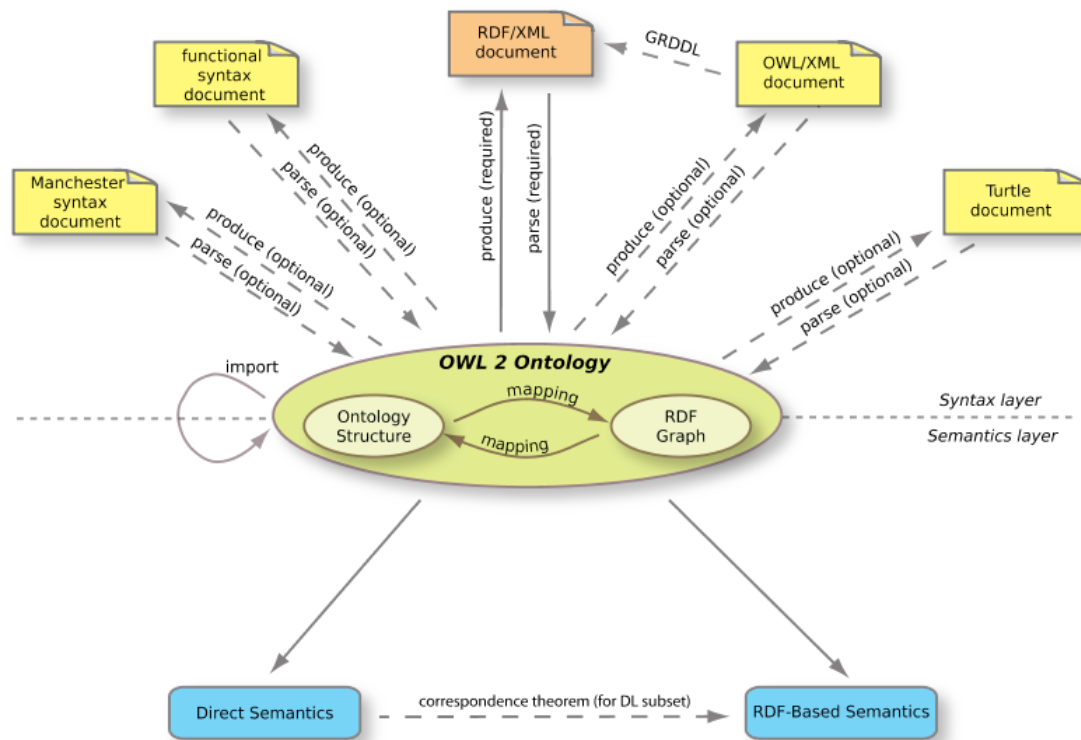 functional
syntax
document
RDF/XML
document
GRDDL
OWL/XML
document
Manchester
syntax
document
Turtle
document
produce (optional)
parse (optional)
produce (optional)
parse (optional)
produce (required)
parse (required)
produce (optional)
parse (optional)
produce (optional)
parse (optional)
import
OWL 2 Ontology
mapping
Ontology
Structure
RDF
Graph
mapping
Syntax layer
Semantics layer
Direct Semantics
correspondence theorem (for DL subset)
RDF-Based Semantics